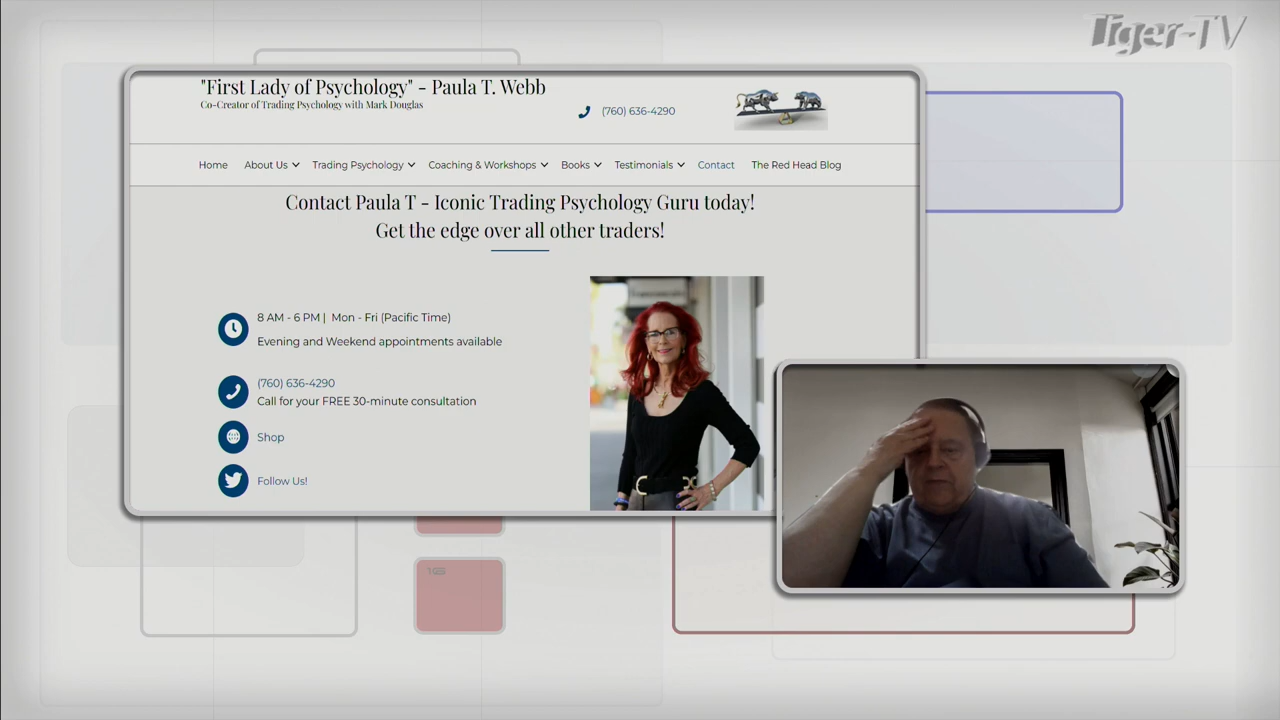 Tiger-TV
"First Lady of Psychology" - Paula T. Webb
Co-Creator of Trading Psychology with Mark Douglas
(760) 636-4290
Home About Us Trading Psychology Coaching & Workshops Books Testimonials Contact The Red Head Blog
Contact Paula T - Iconic Trading Psychology Guru today!
Get the edge over all other traders!
8 AM - 6 PM | Mon - Fri (Pacific Time)
Evening and Weekend appointments available
(760) 636-4290
Call for your FREE 30-minute consultation
Shop
Follow Us!